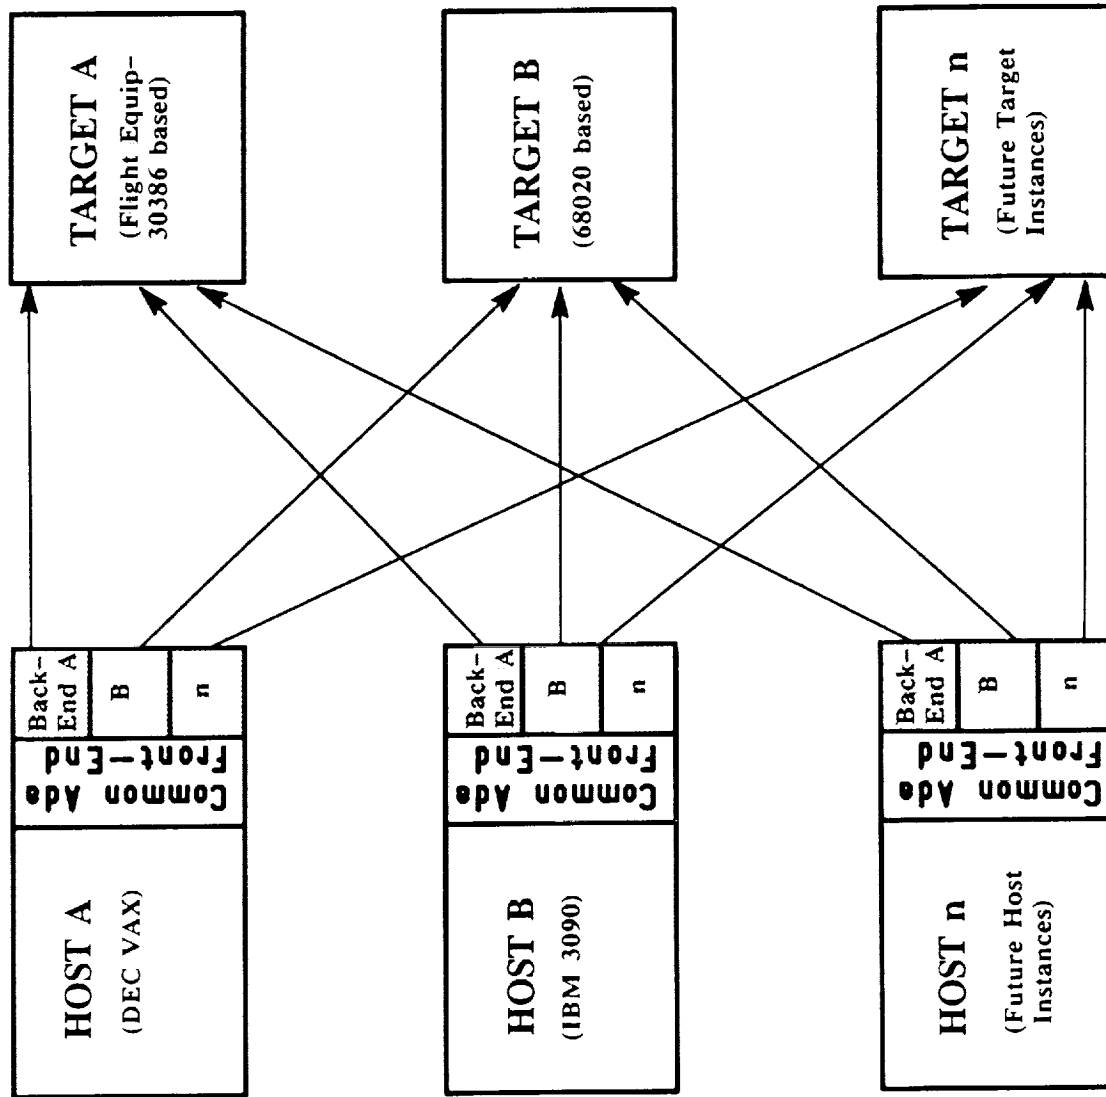 TARGET A
(Flight Equip-
30386 based)
TARGET B
(68020 based)
TARGET n
(Future Target
Instances)
Back-
End A
B
n
Common Ada
Front-End
HOST A
(DEC VAX)
Back-
End A
B
n
Common Ada
Front-End
HOST B
(IBM 3090)
Back-
End A
B
n
Common Ada
Front-End
HOST n
(Future Host
Instances)